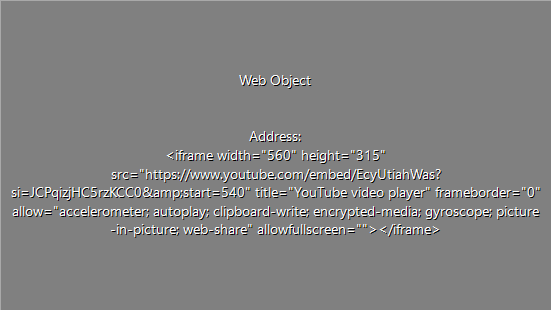 Web Object
Address:
<iframe width="560" height="315"
src="https://www.youtube.com/embed/EcyUtiahWas?
si=JCPqizjHC5rzKCC0&amp;start=540" title="YouTube video player" frameborder="0"
allow="accelerometer; autoplay; clipboard-write; encrypted-media; gyroscope; picture
-in-picture; web-share" allowfullscreen=""></iframe>